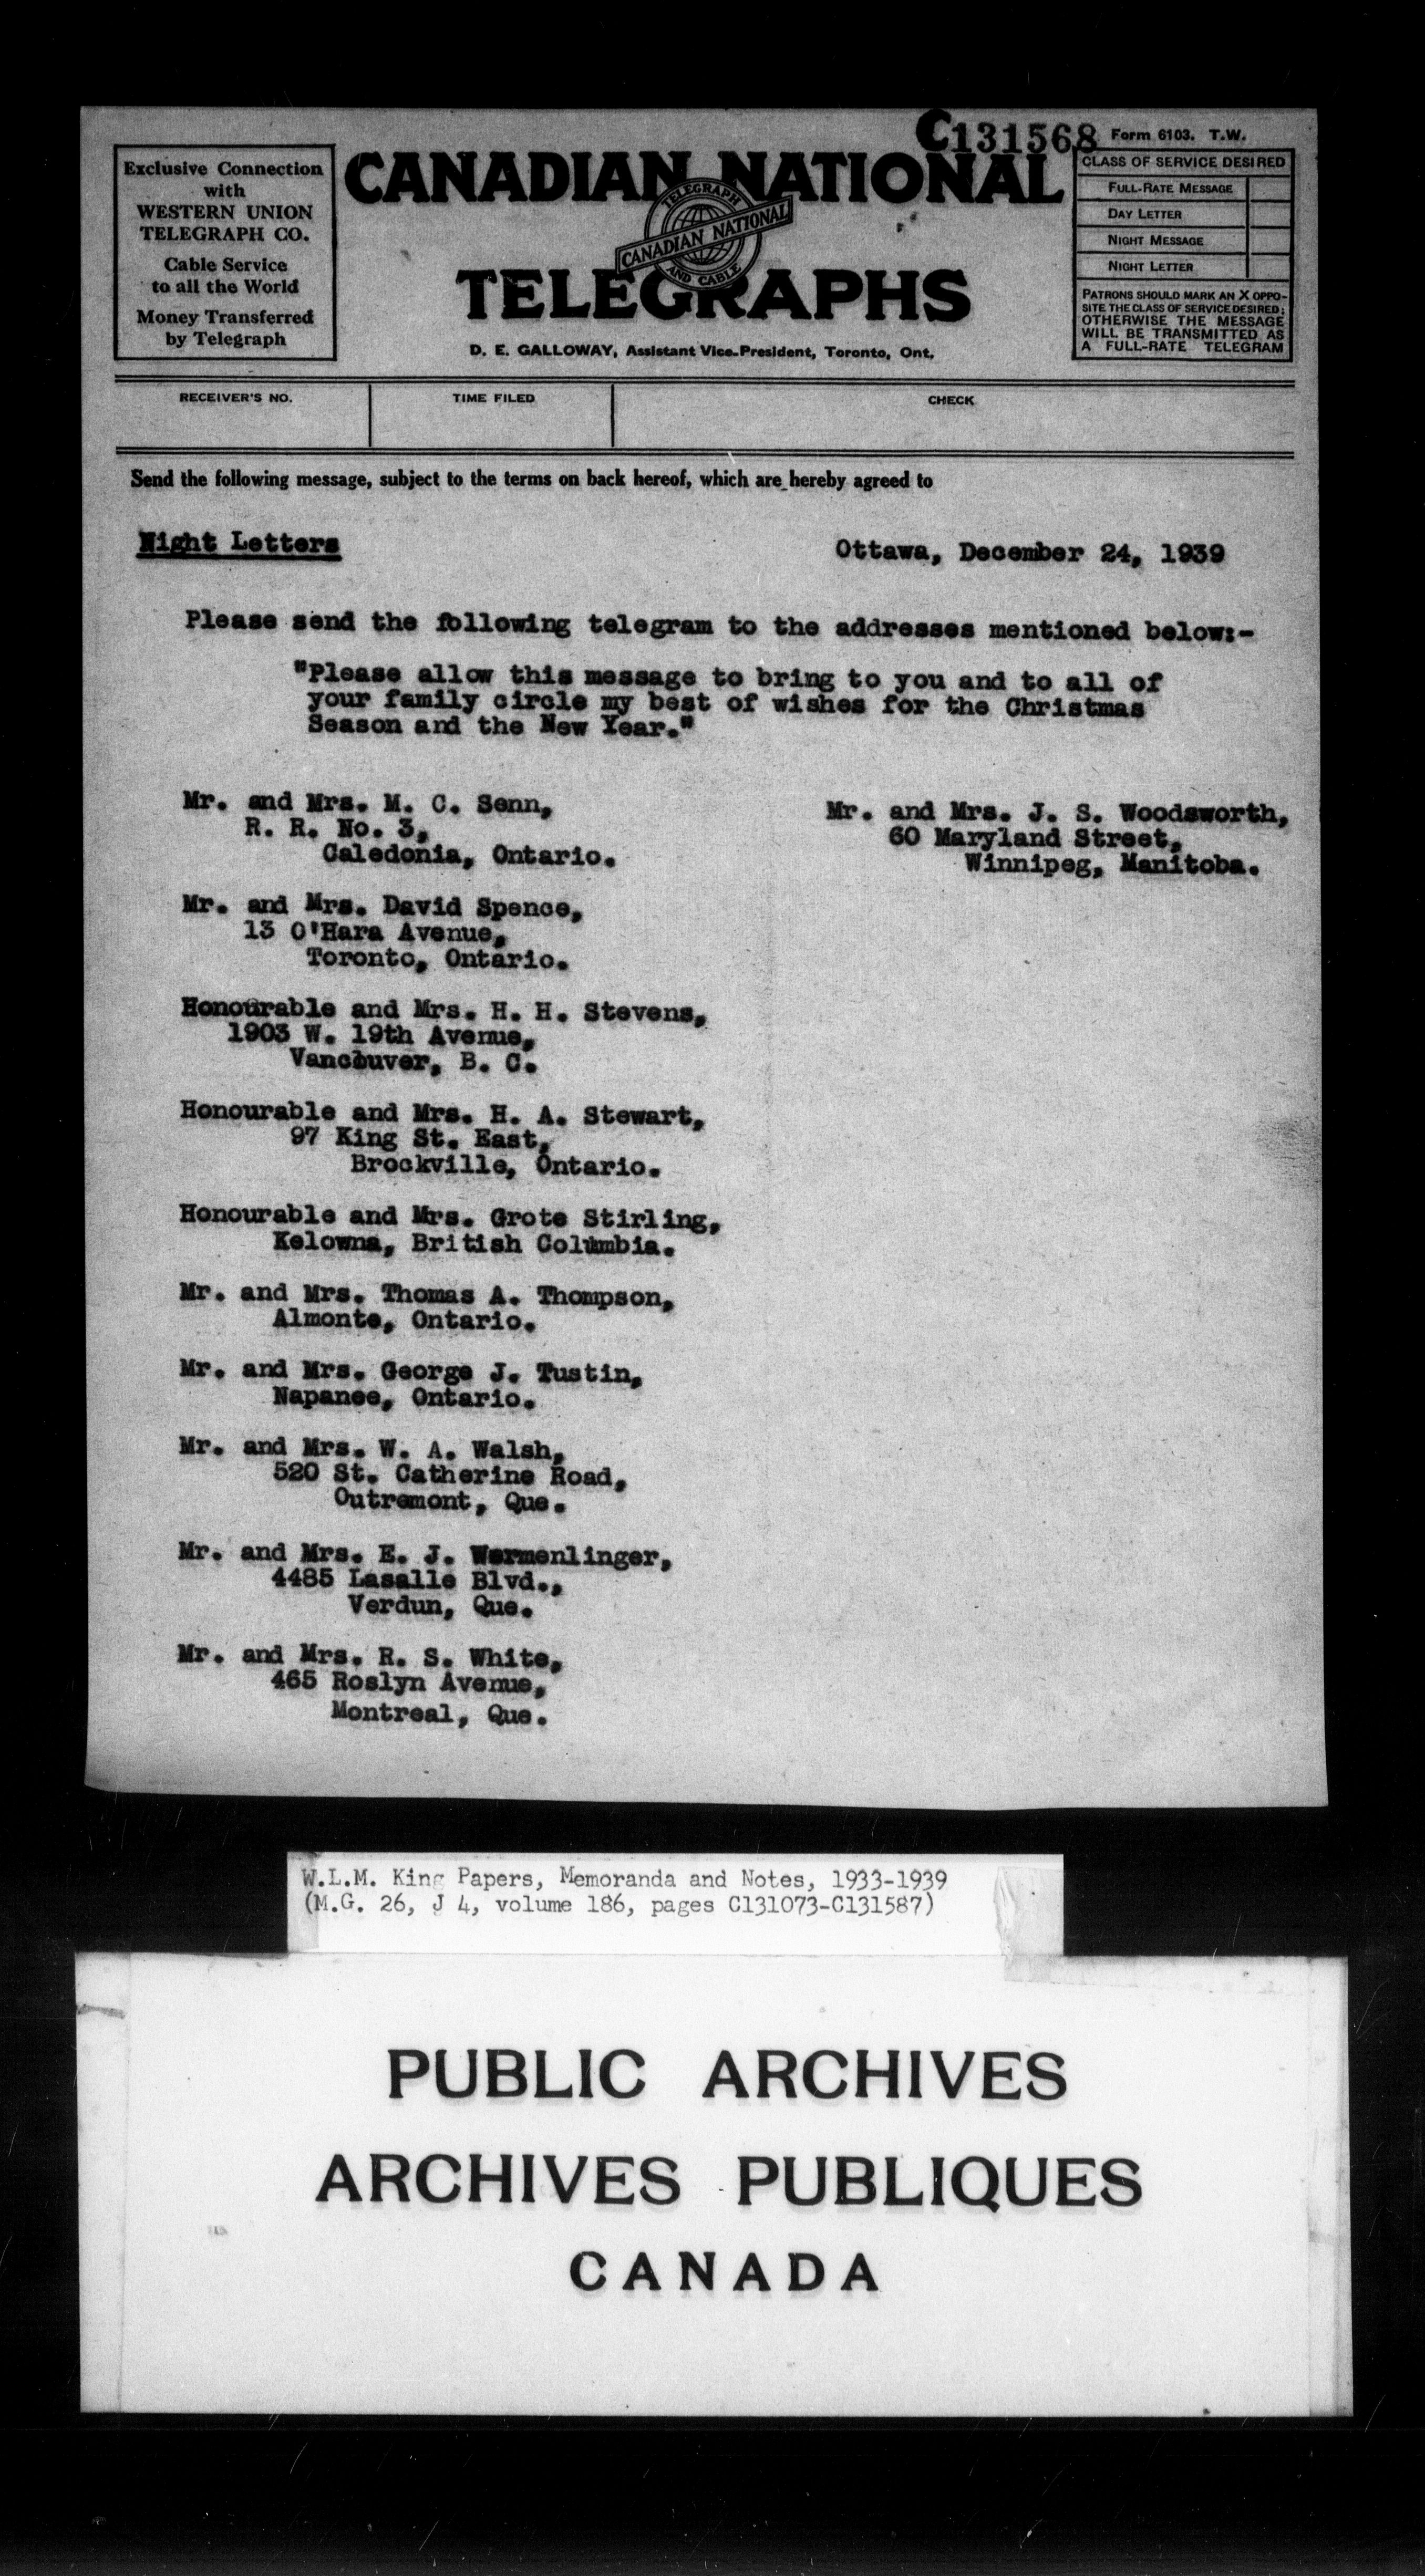 C131568
Form 6103. T.W.
Exclusive Connection
with
WESTERN UNION
TELEGRAPH CO.
Cable Service
to all the World
Money Transferred
by Telegraph
CANADIAN NATIONAL
TELEGRAPH
CANADIAN NATIONAL
AND CABLE
TELEGRAPHS
D. E. GALLOWAY, Assistant Vice-President, Toronto, Ont.
CLASS OF SERVICE DESIRED
FULL-RATE MESSAGE
DAY LETTER
NIGHT MESSAGE
NIGHT LETTER
PATRONS SHOULD MARK AN X OPPO-
SITE THE CLASS OF SERVICE DESIRED;
OTHERWISE THE MESSAGE
WILL BE TRANSMITTED AS
A FULL-RATE TELEGRAM
RECEIVER'S NO.
TIME FILED
CHECK
Send the following message, subject to the terms on back hereof, which are hereby agreed to
Night Letters
Ottawa, December 24, 1939
Please send the following telegram to the addresses mentioned below:-
"Please allow this message to bring to you and to all of
your family circle my best of wishes for the Christmas
Season and the New Year."
Mr. and Mrs. M. C. Senn,
R. R. No. 3,
Caledonia, Ontario.
Mr. and Mrs. David Spence,
13 O'Hara Avenue,
Toronto, Ontario.
Honourable and Mrs. H. H. Stevens,
1903 W. 19th Avenue,
Vancouver, B. C.
Honourable and Mrs. H. A. Stewart,
97 King St. East,
Brockville, Ontario.
Honourable and Mrs. Grote Stirling,
Kelowna, British Columbia.
Mr. and Mrs. Thomas A. Thompson,
Almonte, Ontario.
Mr. and Mrs. George J. Tustin,
Napanee, Ontario.
Mr. and Mrs. W. A. Walsh,
520 St. Catherine Road,
Outremont, Que.
Mr. and Mrs. E. J. Wermenlinger,
4485 Lasalle Blvd.,
Verdun, Que.
Mr. and Mrs. R. S. White,
465 Roslyn Avenue,
Montreal, Que.
Mr. and Mrs. J. S. Woodsworth,
60 Maryland Street,
Winnipeg, Manitoba.
W.L.M. King Papers, Memoranda and Notes, 1933-1939
(M.G. 26, J 4, volume 186, pages C131073-C131587)
PUBLIC ARCHIVES
ARCHIVES PUBLIQUES
CANADA